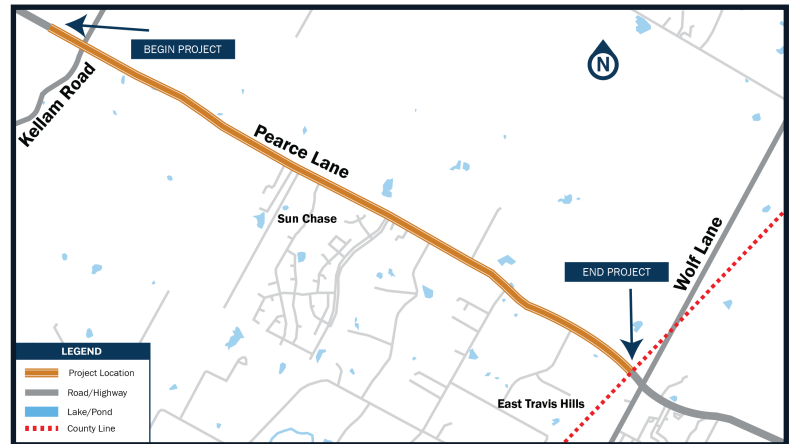 BEGIN PROJECT
N
Kellam Road
Pearce Lane
Sun Chase
Wolf Lane
END PROJECT
East Travis Hills
LEGEND
Project Location
Road/Highway
Lake/Pond
County Line